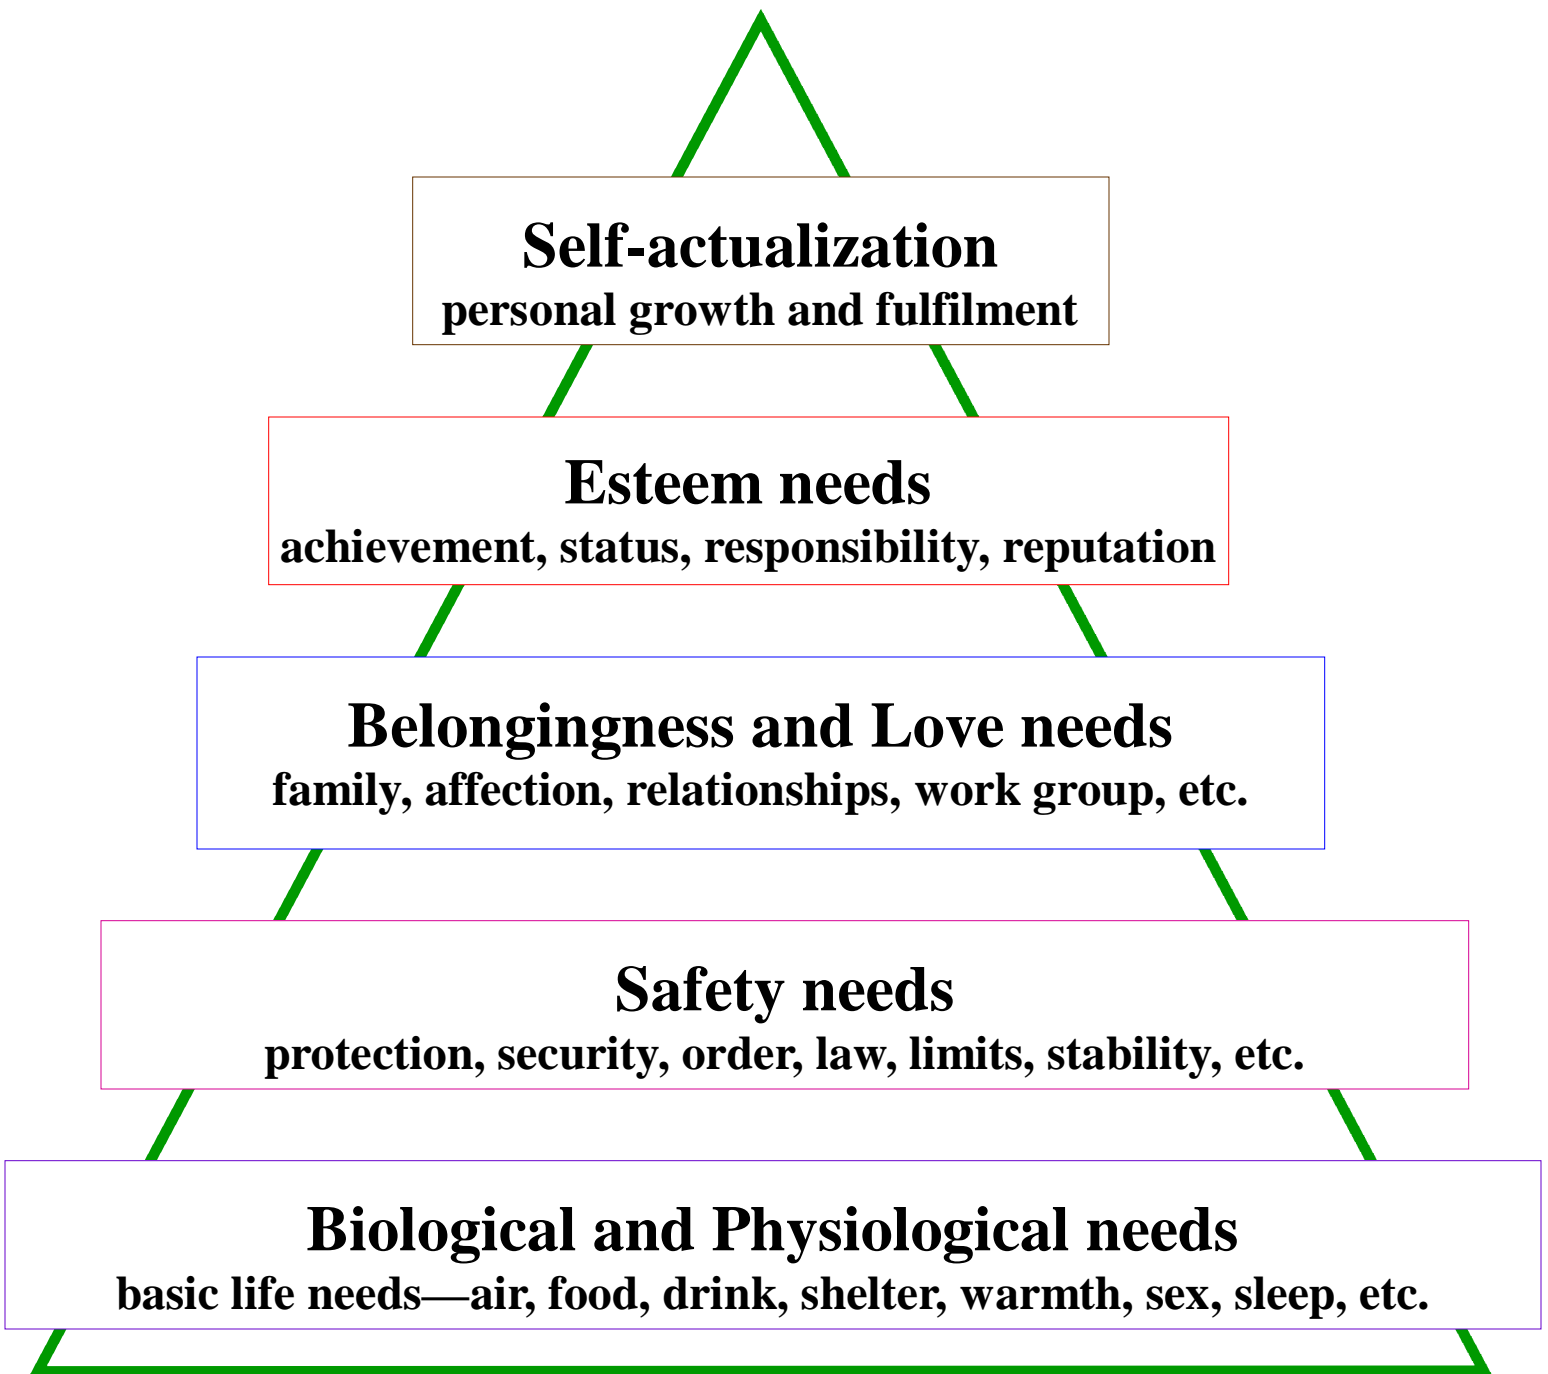 Self-actualization
personal growth and fulfilment
Esteem needs
achievement, status, responsibility, reputation
Belongingness and Love needs
family, affection, relationships, work group, etc.
Safety needs
protection, security, order, law, limits, stability, etc.
Biological and Physiological needs
basic life needs—air, food, drink, shelter, warmth, sex, sleep, etc.